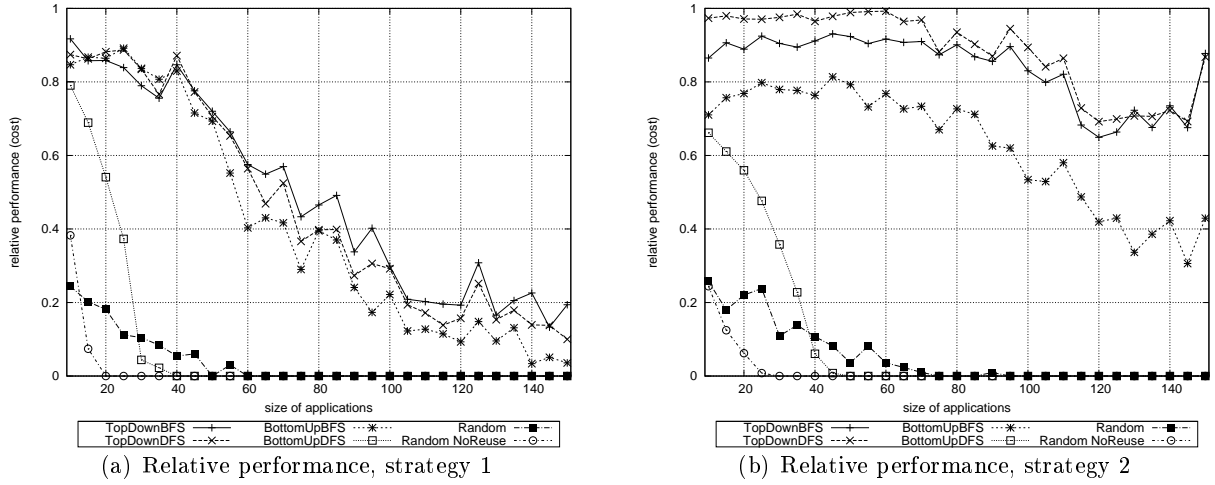 1
0.8
0.6
0.4
0.2
0
relative performance (cost)
20 40 60 80 100 120 140
size of applications
TopDownBFS BottomUpBFS Random
TopDownDFS BottomUpDFS Random NoReuse
(a) Relative performance, strategy 1
1
0.8
0.6
0.4
0.2
0
relative performance (cost)
20 40 60 80 100 120 140
size of applications
TopDownBFS BottomUpBFS Random
TopDownDFS BottomUpDFS Random NoReuse
(b) Relative performance, strategy 2